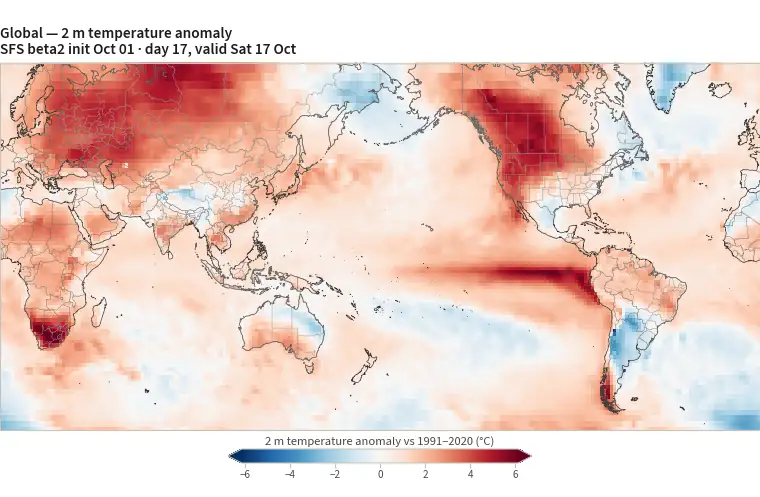 Global — 2 m temperature anomaly
SFS beta2 init Oct 01 · day 17, valid Sat 17 Oct
2 m temperature anomaly vs 1991–2020 (°C)
−6 −4 −2 0 2 4 6